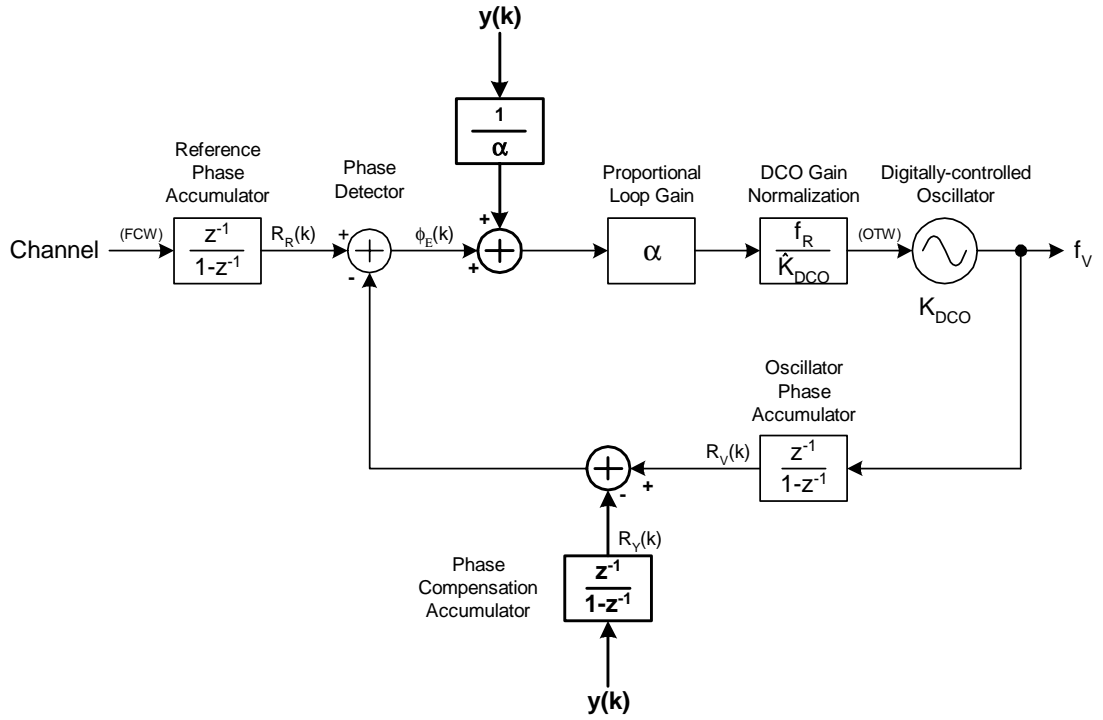 y(k)
1
α
Reference
Phase
Accumulator
Phase
Detector
Proportional
Loop Gain
DCO Gain
Normalization
Digitally-controlled
Oscillator
Channel
(FCW)
z⁻¹
1-z⁻¹
R_R(k)
+
-
ϕ_E(k)
+
+
α
f_R
K̂_DCO
(OTW)
f_V
K_DCO
Oscillator
Phase
Accumulator
R_V(k)
z⁻¹
1-z⁻¹
+
-
R_Y(k)
Phase
Compensation
Accumulator
z⁻¹
1-z⁻¹
y(k)